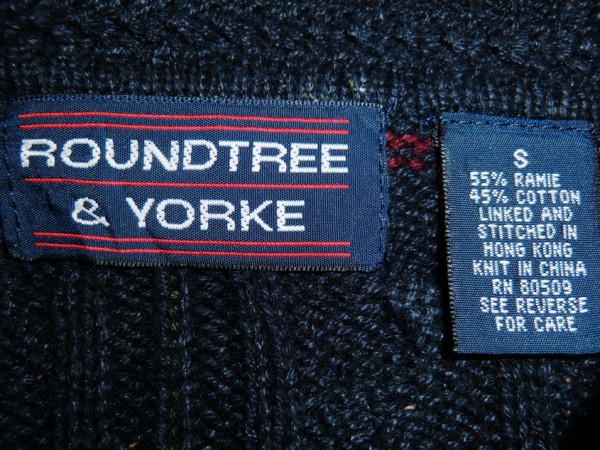 ROUNDTREE
& YORKE
S
55% RAMIE
45% COTTON
LINKED AND
STITCHED IN
HONG KONG
KNIT IN CHINA
RN 80509
SEE REVERSE
FOR CARE